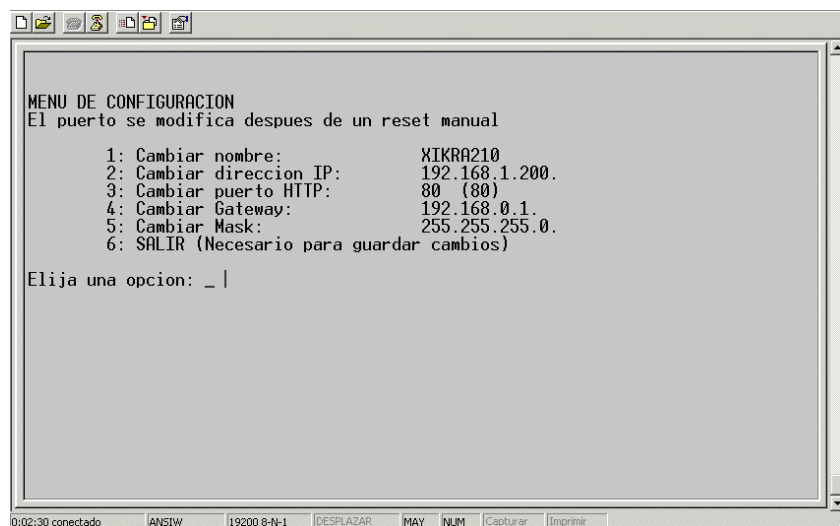 MENU DE CONFIGURACION
El puerto se modifica despues de un reset manual
1: Cambiar nombre: XIKRA210
2: Cambiar direccion IP: 192.168.1.200.
3: Cambiar puerto HTTP: 80 (80)
4: Cambiar Gateway: 192.168.0.1.
5: Cambiar Mask: 255.255.255.0.
6: SALIR (Necesario para guardar cambios)
Elija una opcion: _
0:02:30 conectado ANSIW 19200 8-N-1 DESPLAZAR MAY NUM Capturar Imprimir